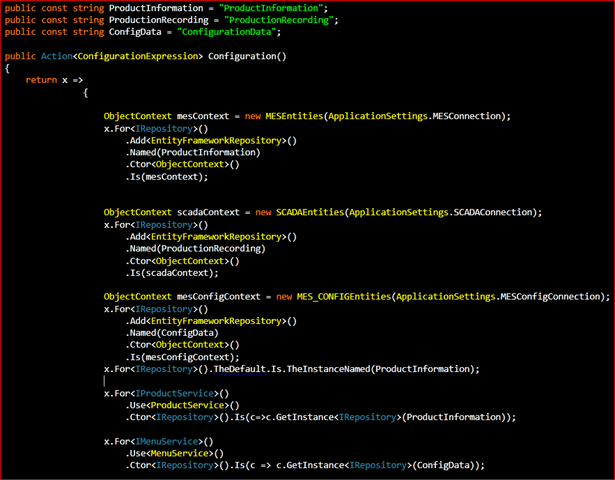 public const string ProductInformation = "ProductInformation";
public const string ProductionRecording = "ProductionRecording";
public const string ConfigData = "ConfigurationData";
public Action<ConfigurationExpression> Configuration()
{
return x =>
{
ObjectContext mesContext = new MESEntities(ApplicationSettings.MESConnection);
x.For<IRepository>()
.Add<EntityFrameworkRepository>()
.Named(ProductInformation)
.Ctor<ObjectContext>()
.Is(mesContext);
ObjectContext scadaContext = new SCADAEntities(ApplicationSettings.SCADAConnection);
x.For<IRepository>()
.Add<EntityFrameworkRepository>()
.Named(ProductionRecording)
.Ctor<ObjectContext>()
.Is(scadaContext);
ObjectContext mesConfigContext = new MES_CONFIGEntities(ApplicationSettings.MESConfigConnection);
x.For<IRepository>()
.Add<EntityFrameworkRepository>()
.Named(ConfigData)
.Ctor<ObjectContext>()
.Is(mesConfigContext);
x.For<IRepository>().TheDefault.Is.TheInstanceNamed(ProductInformation);
x.For<IProductService>()
.Use<ProductService>()
.Ctor<IRepository>().Is(c=>c.GetInstance<IRepository>(ProductInformation));
x.For<IMenuService>()
.Use<MenuService>()
.Ctor<IRepository>().Is(c => c.GetInstance<IRepository>(ConfigData));